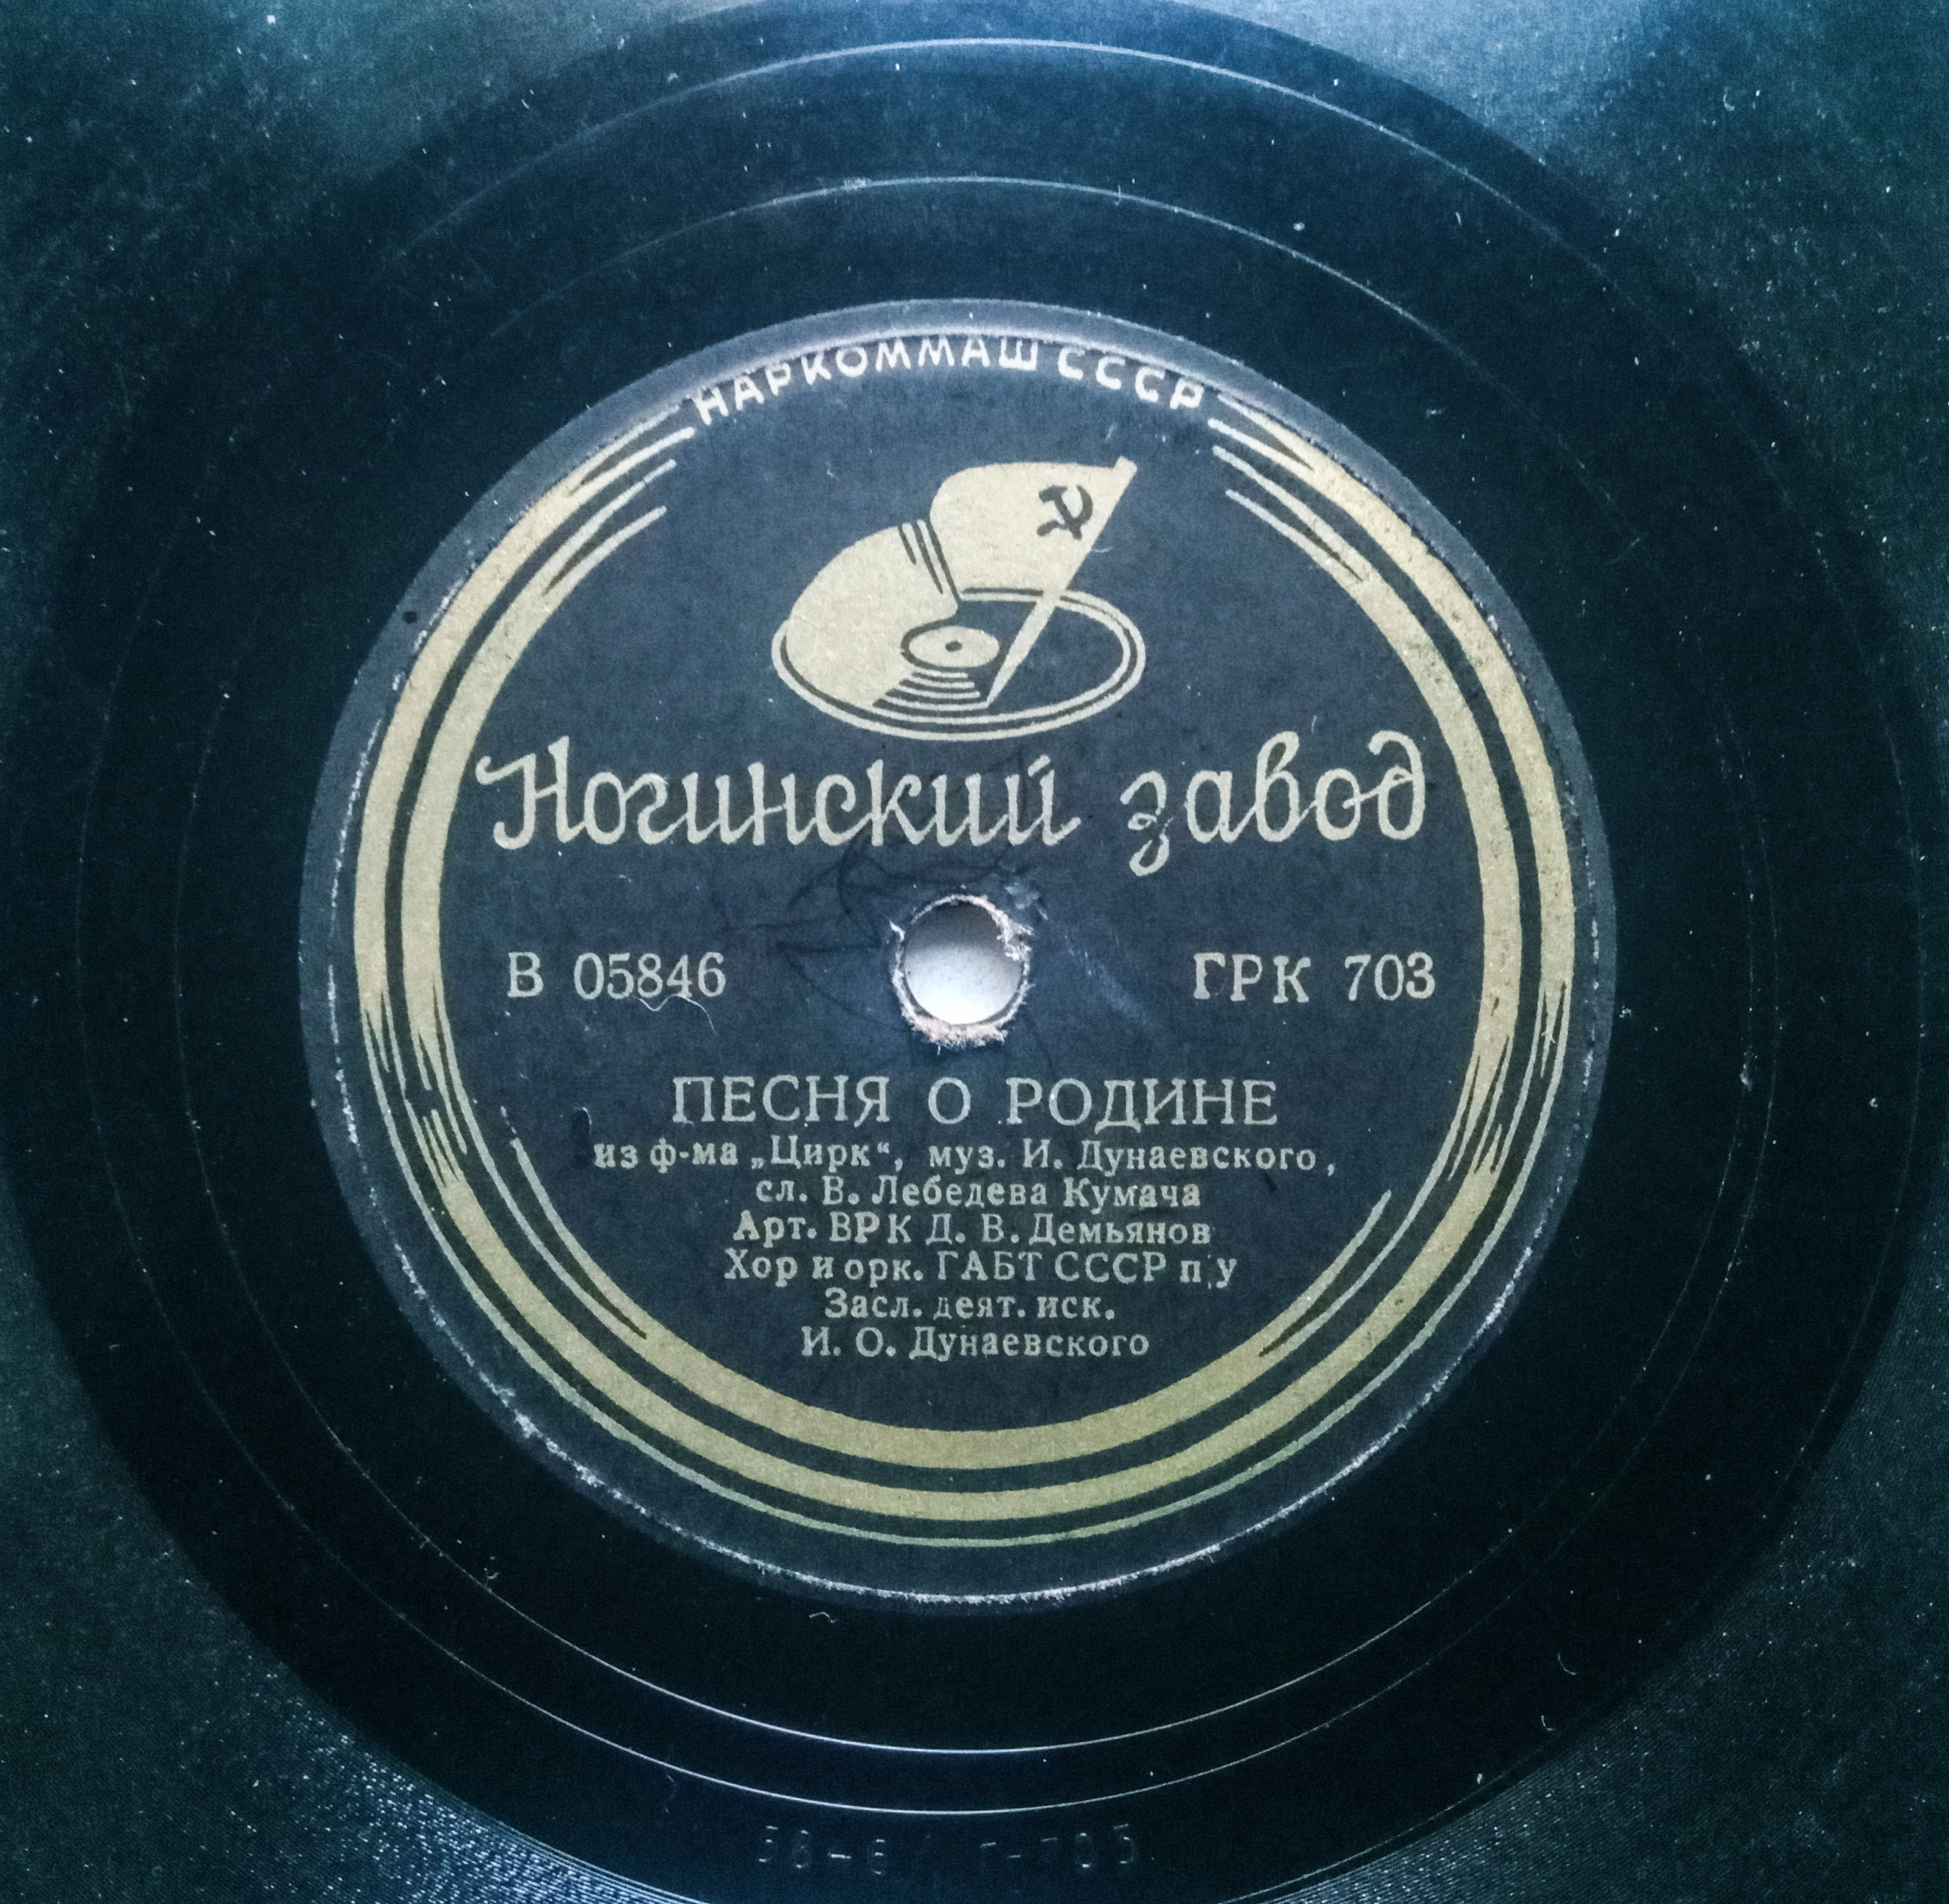 НАРКОММАШ СССР
Ногинский завод
В 05846 ГРК 703
ПЕСНЯ О РОДИНЕ
из ф-ма „Цирк“, муз. И. Дунаевского,
сл. В. Лебедева Кумача
Арт. ВРК Д. В. Демьянов
Хор и орк. ГАБТ СССР п/у
Засл. деят. иск.
И. О. Дунаевского